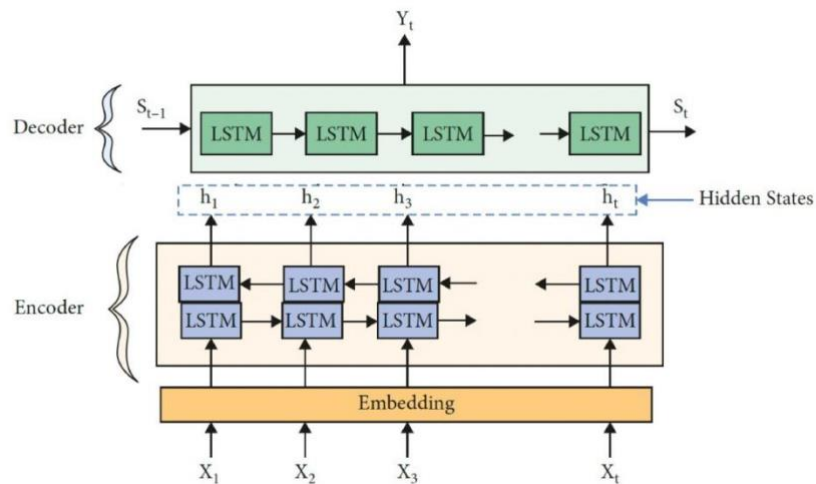 Y_t
Decoder
S_{t-1}
LSTM LSTM LSTM LSTM
S_t
h_1 h_2 h_3 h_t
Hidden States
Encoder
LSTM LSTM LSTM LSTM
LSTM LSTM LSTM LSTM
Embedding
X_1 X_2 X_3 X_t